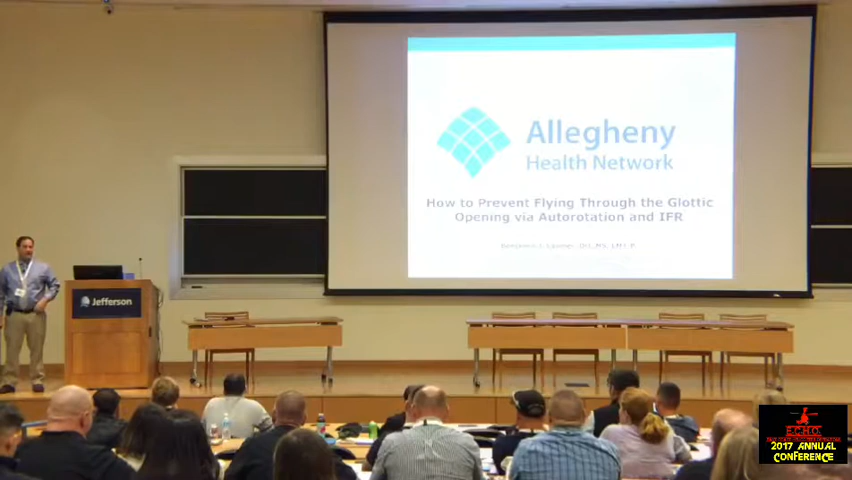 Allegheny
Health Network
How to Prevent Flying Through the Glottic
Opening via Autorotation and IFR
Jefferson
E.C.H.O.
2017 ANNUAL
CONFERENCE